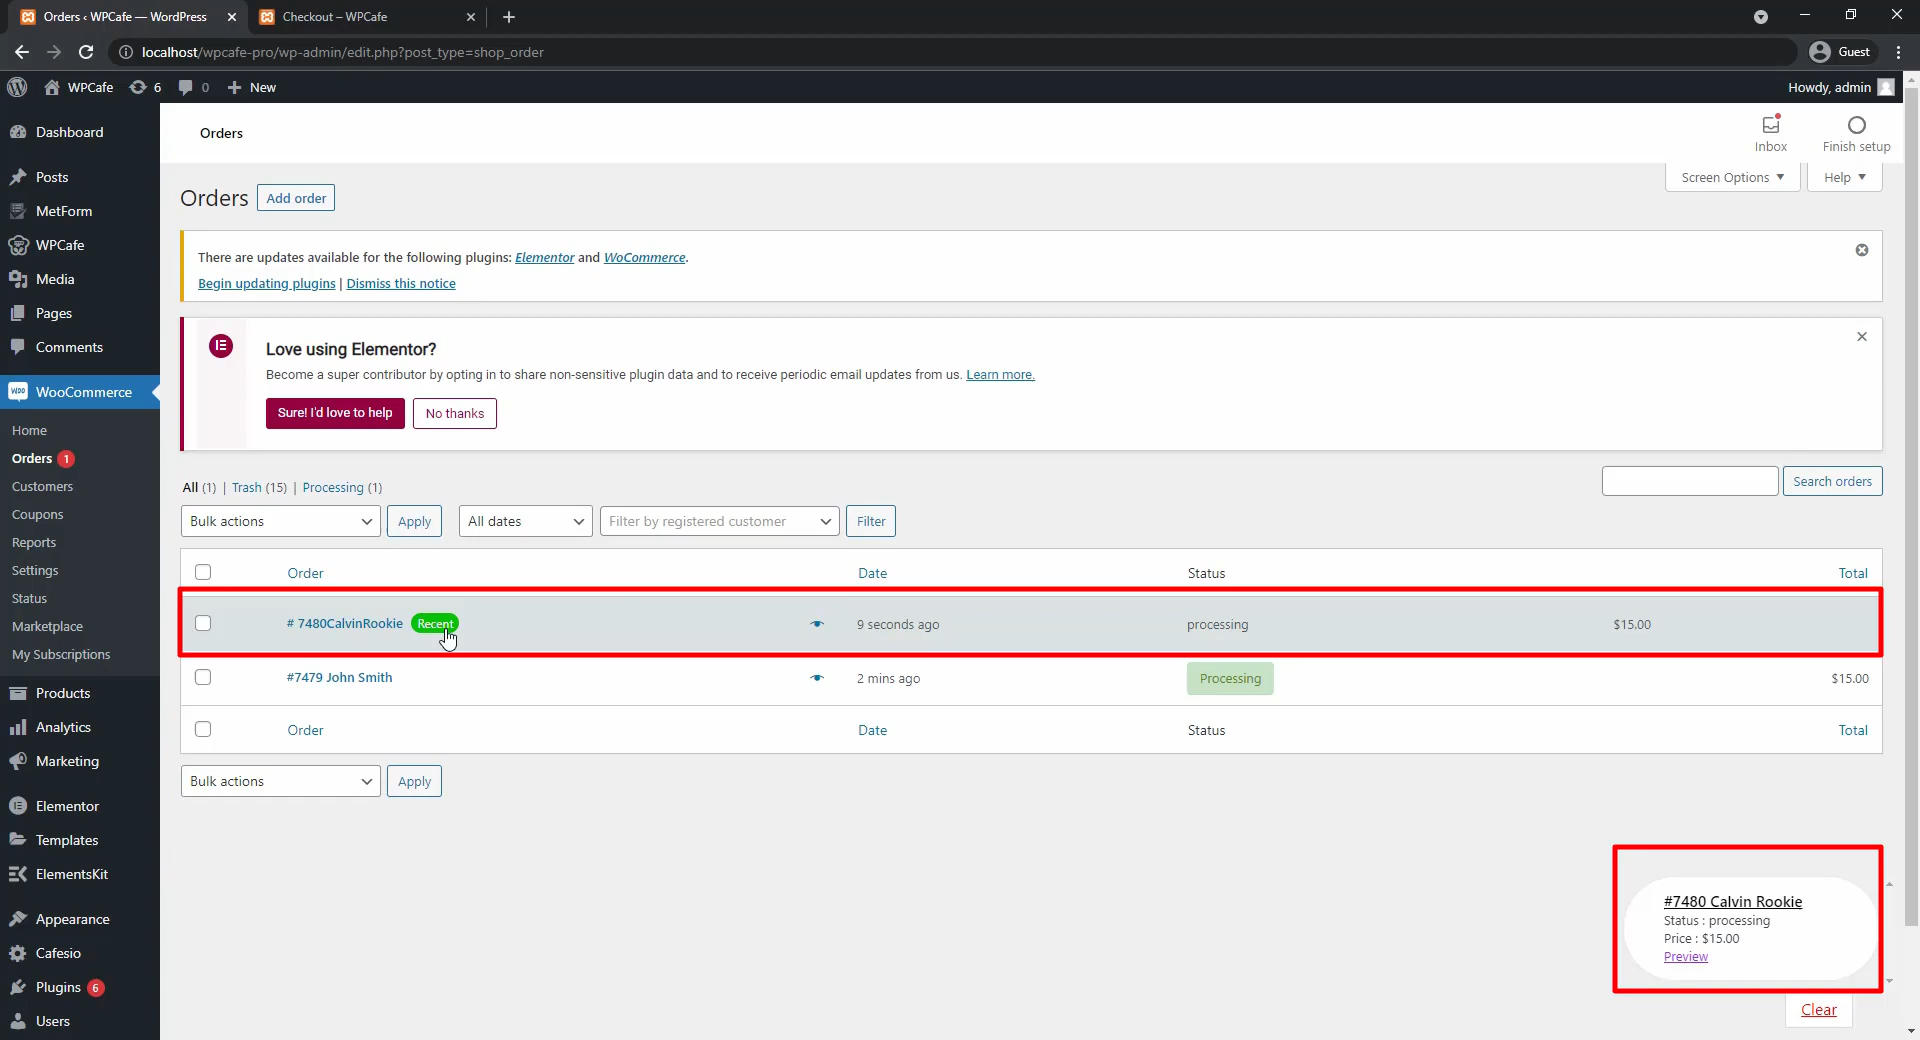 Orders ‹ WPCafe — WordPress
Checkout – WPCafe
localhost/wpcafe-pro/wp-admin/edit.php?post_type=shop_order
Guest
WPCafe 6 0 New
Howdy, admin
Dashboard
Posts
MetForm
WPCafe
Media
Pages
Comments
WooCommerce
Home
Orders 1
Customers
Coupons
Reports
Settings
Status
Marketplace
My Subscriptions
Products
Analytics
Marketing
Elementor
Templates
ElementsKit
Appearance
Cafesio
Plugins 6
Users
Orders
Inbox
Finish setup
Screen Options
Help
Orders Add order
There are updates available for the following plugins: Elementor and WoCommerce.
Begin updating plugins | Dismiss this notice
Love using Elementor?
Become a super contributor by opting in to share non-sensitive plugin data and to receive periodic email updates from us. Learn more.
Sure! I'd love to help No thanks
All (1) | Trash (15) | Processing (1)
Search orders
Bulk actions Apply All dates Filter by registered customer Filter
Order Date Status Total
# 7480CalvinRookie Recent 9 seconds ago processing $15.00
#7479 John Smith 2 mins ago Processing $15.00
Order Date Status Total
Bulk actions Apply
#7480 Calvin Rookie
Status : processing
Price : $15.00
Preview
Clear